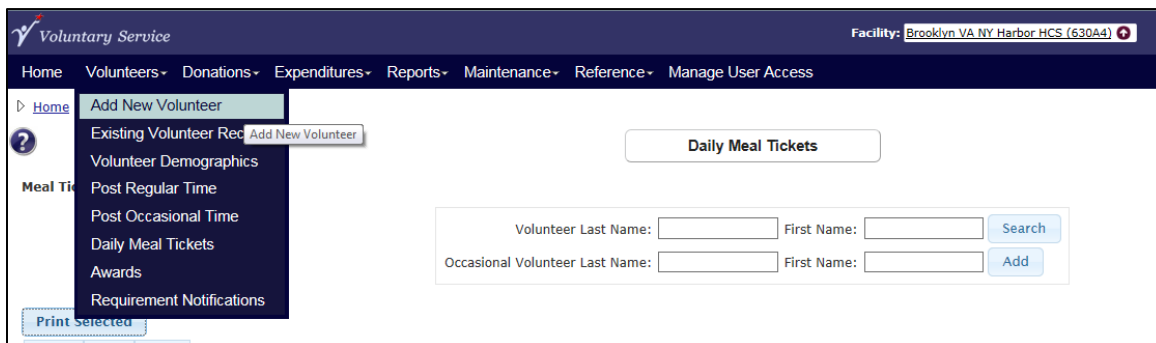 Voluntary Service
Facility: Brooklyn VA NY Harbor HCS (630A4)
Home Volunteers Donations Expenditures Reports Maintenance Reference Manage User Access
Home
Add New Volunteer
Existing Volunteer Rec
Add New Volunteer
?
Daily Meal Tickets
Volunteer Demographics
Meal Tic
Post Regular Time
Post Occasional Time
Volunteer Last Name: First Name: Search
Daily Meal Tickets
Occasional Volunteer Last Name: First Name: Add
Awards
Requirement Notifications
Print Selected